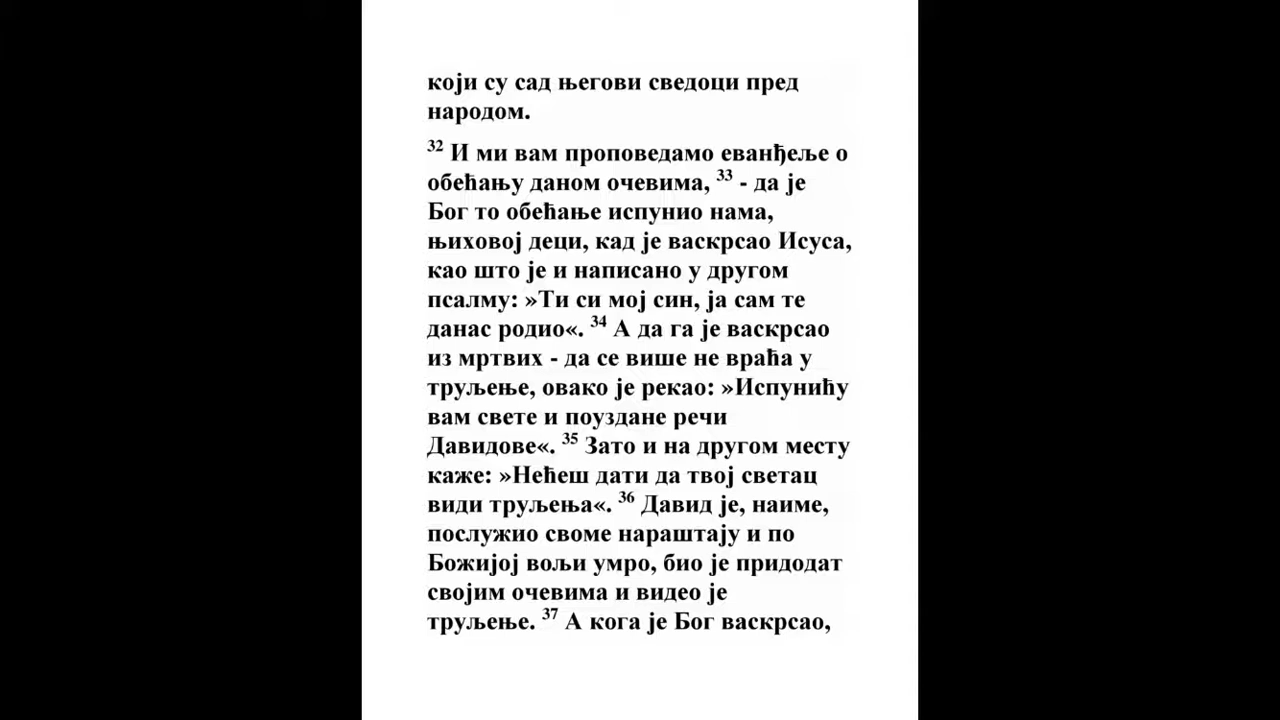 који су сад његови сведоци пред
народом.
32 И ми вам проповедамо еванђеље о
обећању даном очевима, 33 - да је
Бог то обећање испунио нама,
њиховој деци, кад је васкрсао Исуса,
као што је и написано у другом
псалму: »Ти си мој син, ја сам те
данас родио«. 34 А да га је васкрсао
из мртвих - да се више не враћа у
труљење, овако је рекао: »Испунићу
вам свете и поуздане речи
Давидове«. 35 Зато и на другом месту
каже: »Нећеш дати да твој светац
види труљења«. 36 Давид је, наиме,
послужио своме нараштају и по
Божијој вољи умро, био је придодат
својим очевима и видео је
труљење. 37 А кога је Бог васкрсао,